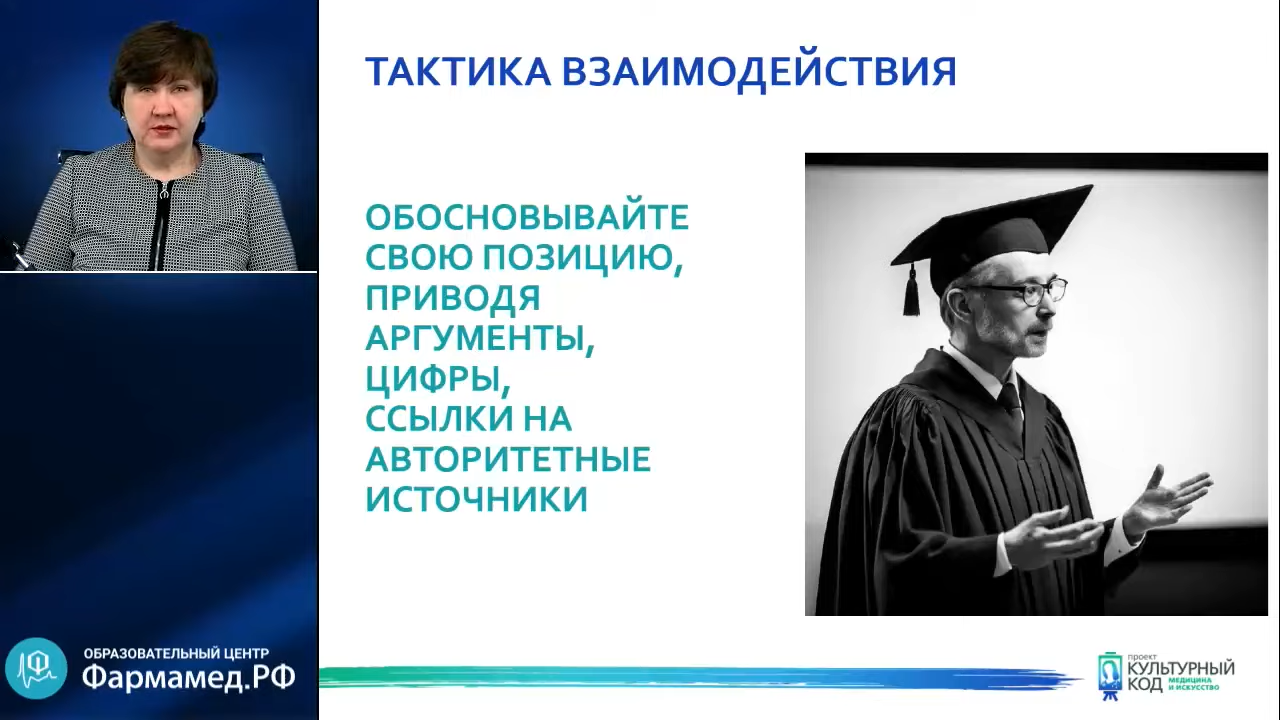 ТАКТИКА ВЗАИМОДЕЙСТВИЯ
ОБОСНОВЫВАЙТЕ
СВОЮ ПОЗИЦИЮ,
ПРИВОДЯ
АРГУМЕНТЫ,
ЦИФРЫ,
ССЫЛКИ НА
АВТОРИТЕТНЫЕ
ИСТОЧНИКИ
ОБРАЗОВАТЕЛЬНЫЙ ЦЕНТР
Фармамед.РФ
проект
КУЛЬТУРНЫЙ
КОД
МЕДИЦИНА
И ИСКУССТВО